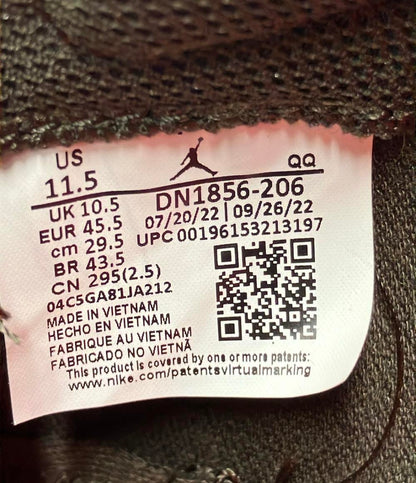 US
11.5
QQ
DN1856-206
07/20/22 | 09/26/22
UPC 00196153213197
UK 10.5
EUR 45.5
cm 29.5
BR 43.5
CN 295(2.5)
04C5GA81JA212
MADE IN VIETNAM
HECHO EN VIETNAM
FABRIQUE AU VIETNAM
FABRICADO NO VIETNÃ
This product is covered by one or more patents:
www.nike.com/patentsvirtualmarking